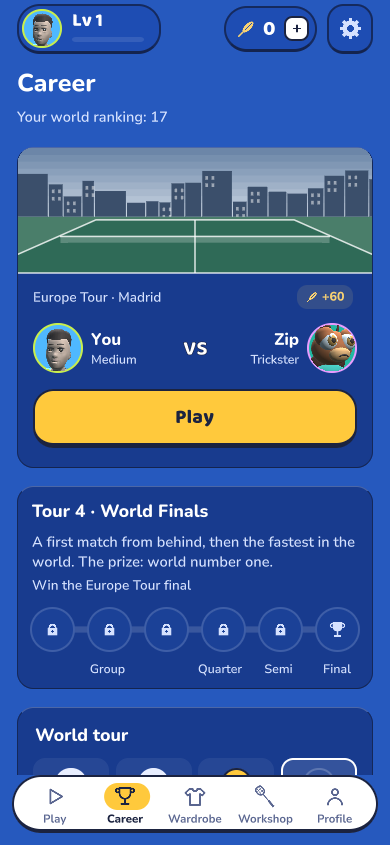 Lv 1
0
+
Career
Your world ranking: 17
Europe Tour · Madrid
+60
You
Medium
VS
Zip
Trickster
Play
Tour 4 · World Finals
A first match from behind, then the fastest in the
world. The prize: world number one.
Win the Europe Tour final
Group
Quarter
Semi
Final
World tour
Play
Career
Wardrobe
Workshop
Profile